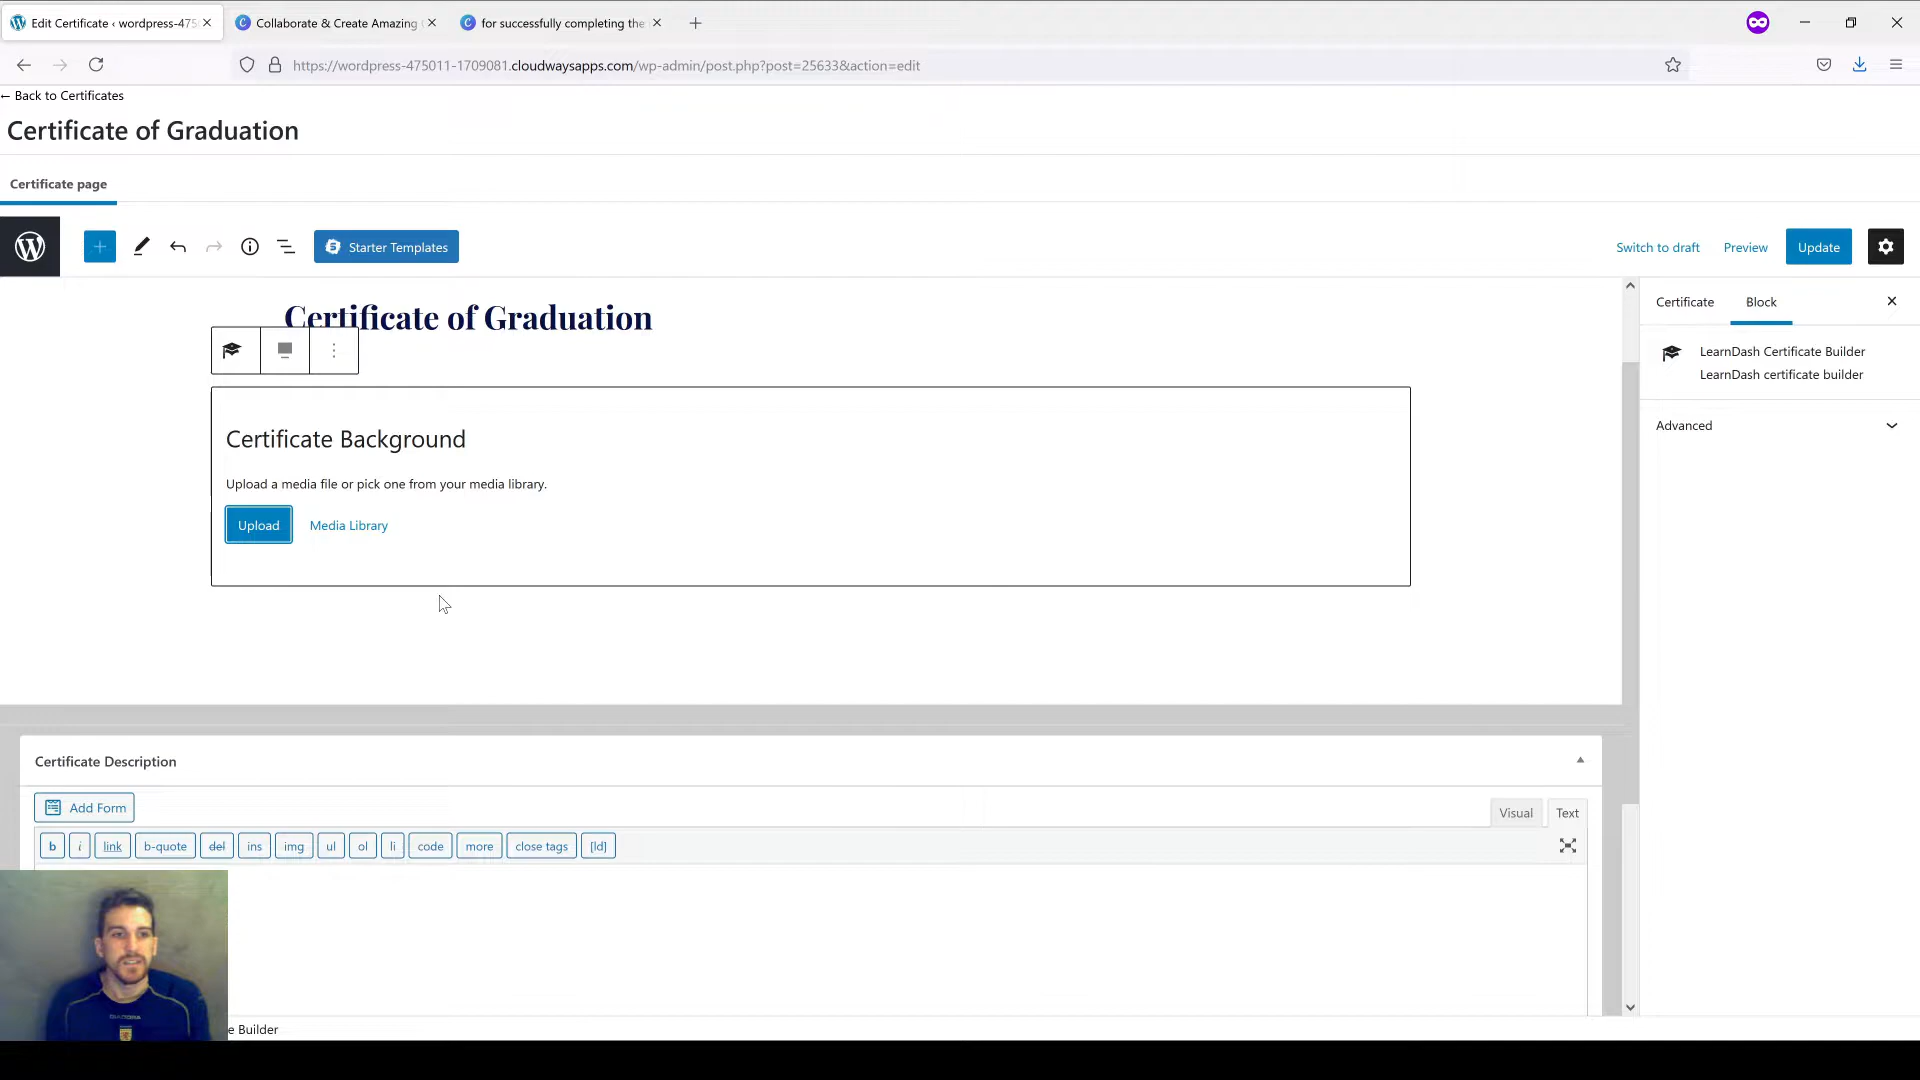 Edit Certificate ‹ wordpress-475
Collaborate & Create Amazing
for successfully completing the
https://wordpress-475011-1709081.cloudwaysapps.com/wp-admin/post.php?post=25633&action=edit
← Back to Certificates
Certificate of Graduation
Certificate page
Starter Templates
Switch to draft
Preview
Update
Certificate of Graduation
Certificate
Block
LearnDash Certificate Builder
LearnDash certificate builder
Advanced
Certificate Background
Upload a media file or pick one from your media library.
Upload
Media Library
Certificate Description
Add Form
Visual
Text
b
i
link
b-quote
del
ins
img
ul
ol
li
code
more
close tags
[ld]
DIADORA
e Builder